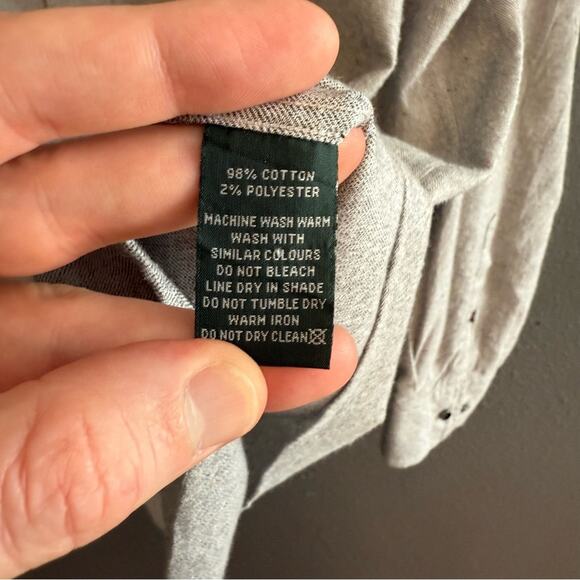 98% COTTON
2% POLYESTER
MACHINE WASH WARM
WASH WITH
SIMILAR COLOURS
DO NOT BLEACH
LINE DRY IN SHADE
DO NOT TUMBLE DRY
WARM IRON
DO NOT DRY CLEAN